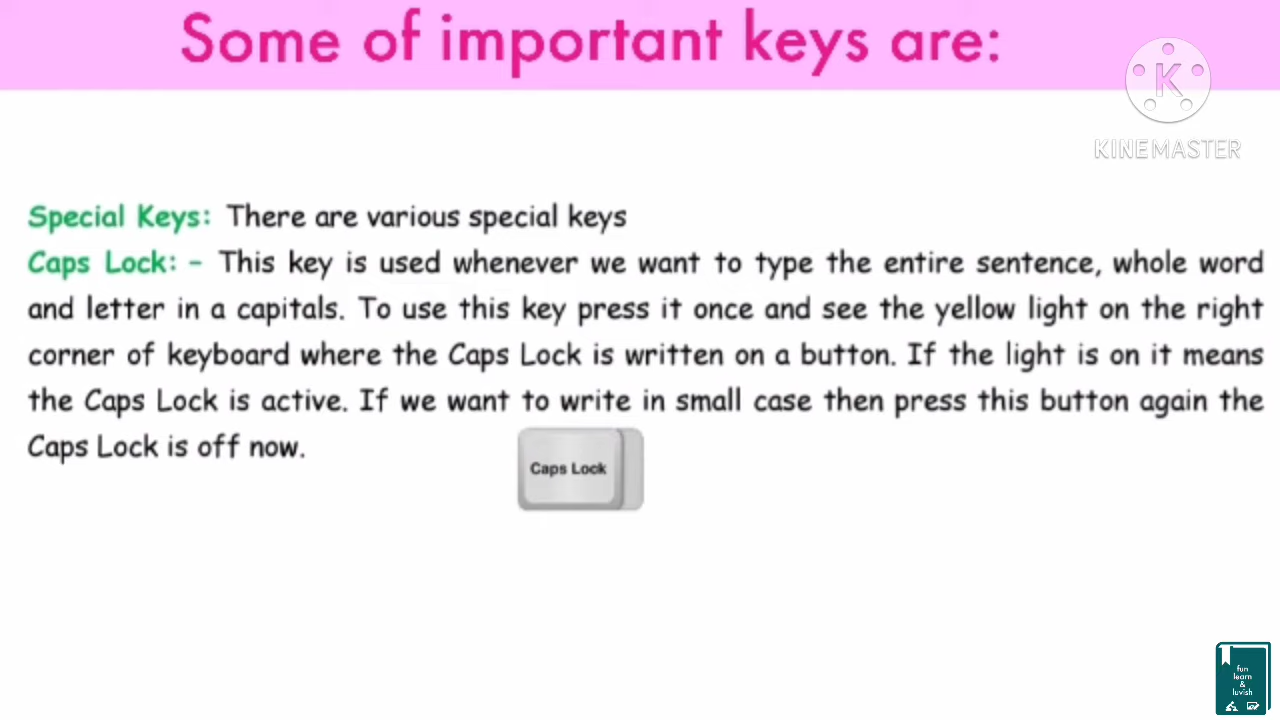 Some of important keys are:
K
KINEMASTER
Special Keys: There are various special keys
Caps Lock: - This key is used whenever we want to type the entire sentence, whole word
and letter in a capitals. To use this key press it once and see the yellow light on the right
corner of keyboard where the Caps Lock is written on a button. If the light is on it means
the Caps Lock is active. If we want to write in small case then press this button again the
Caps Lock is off now.
Caps Lock
fun
learn
&
luvish